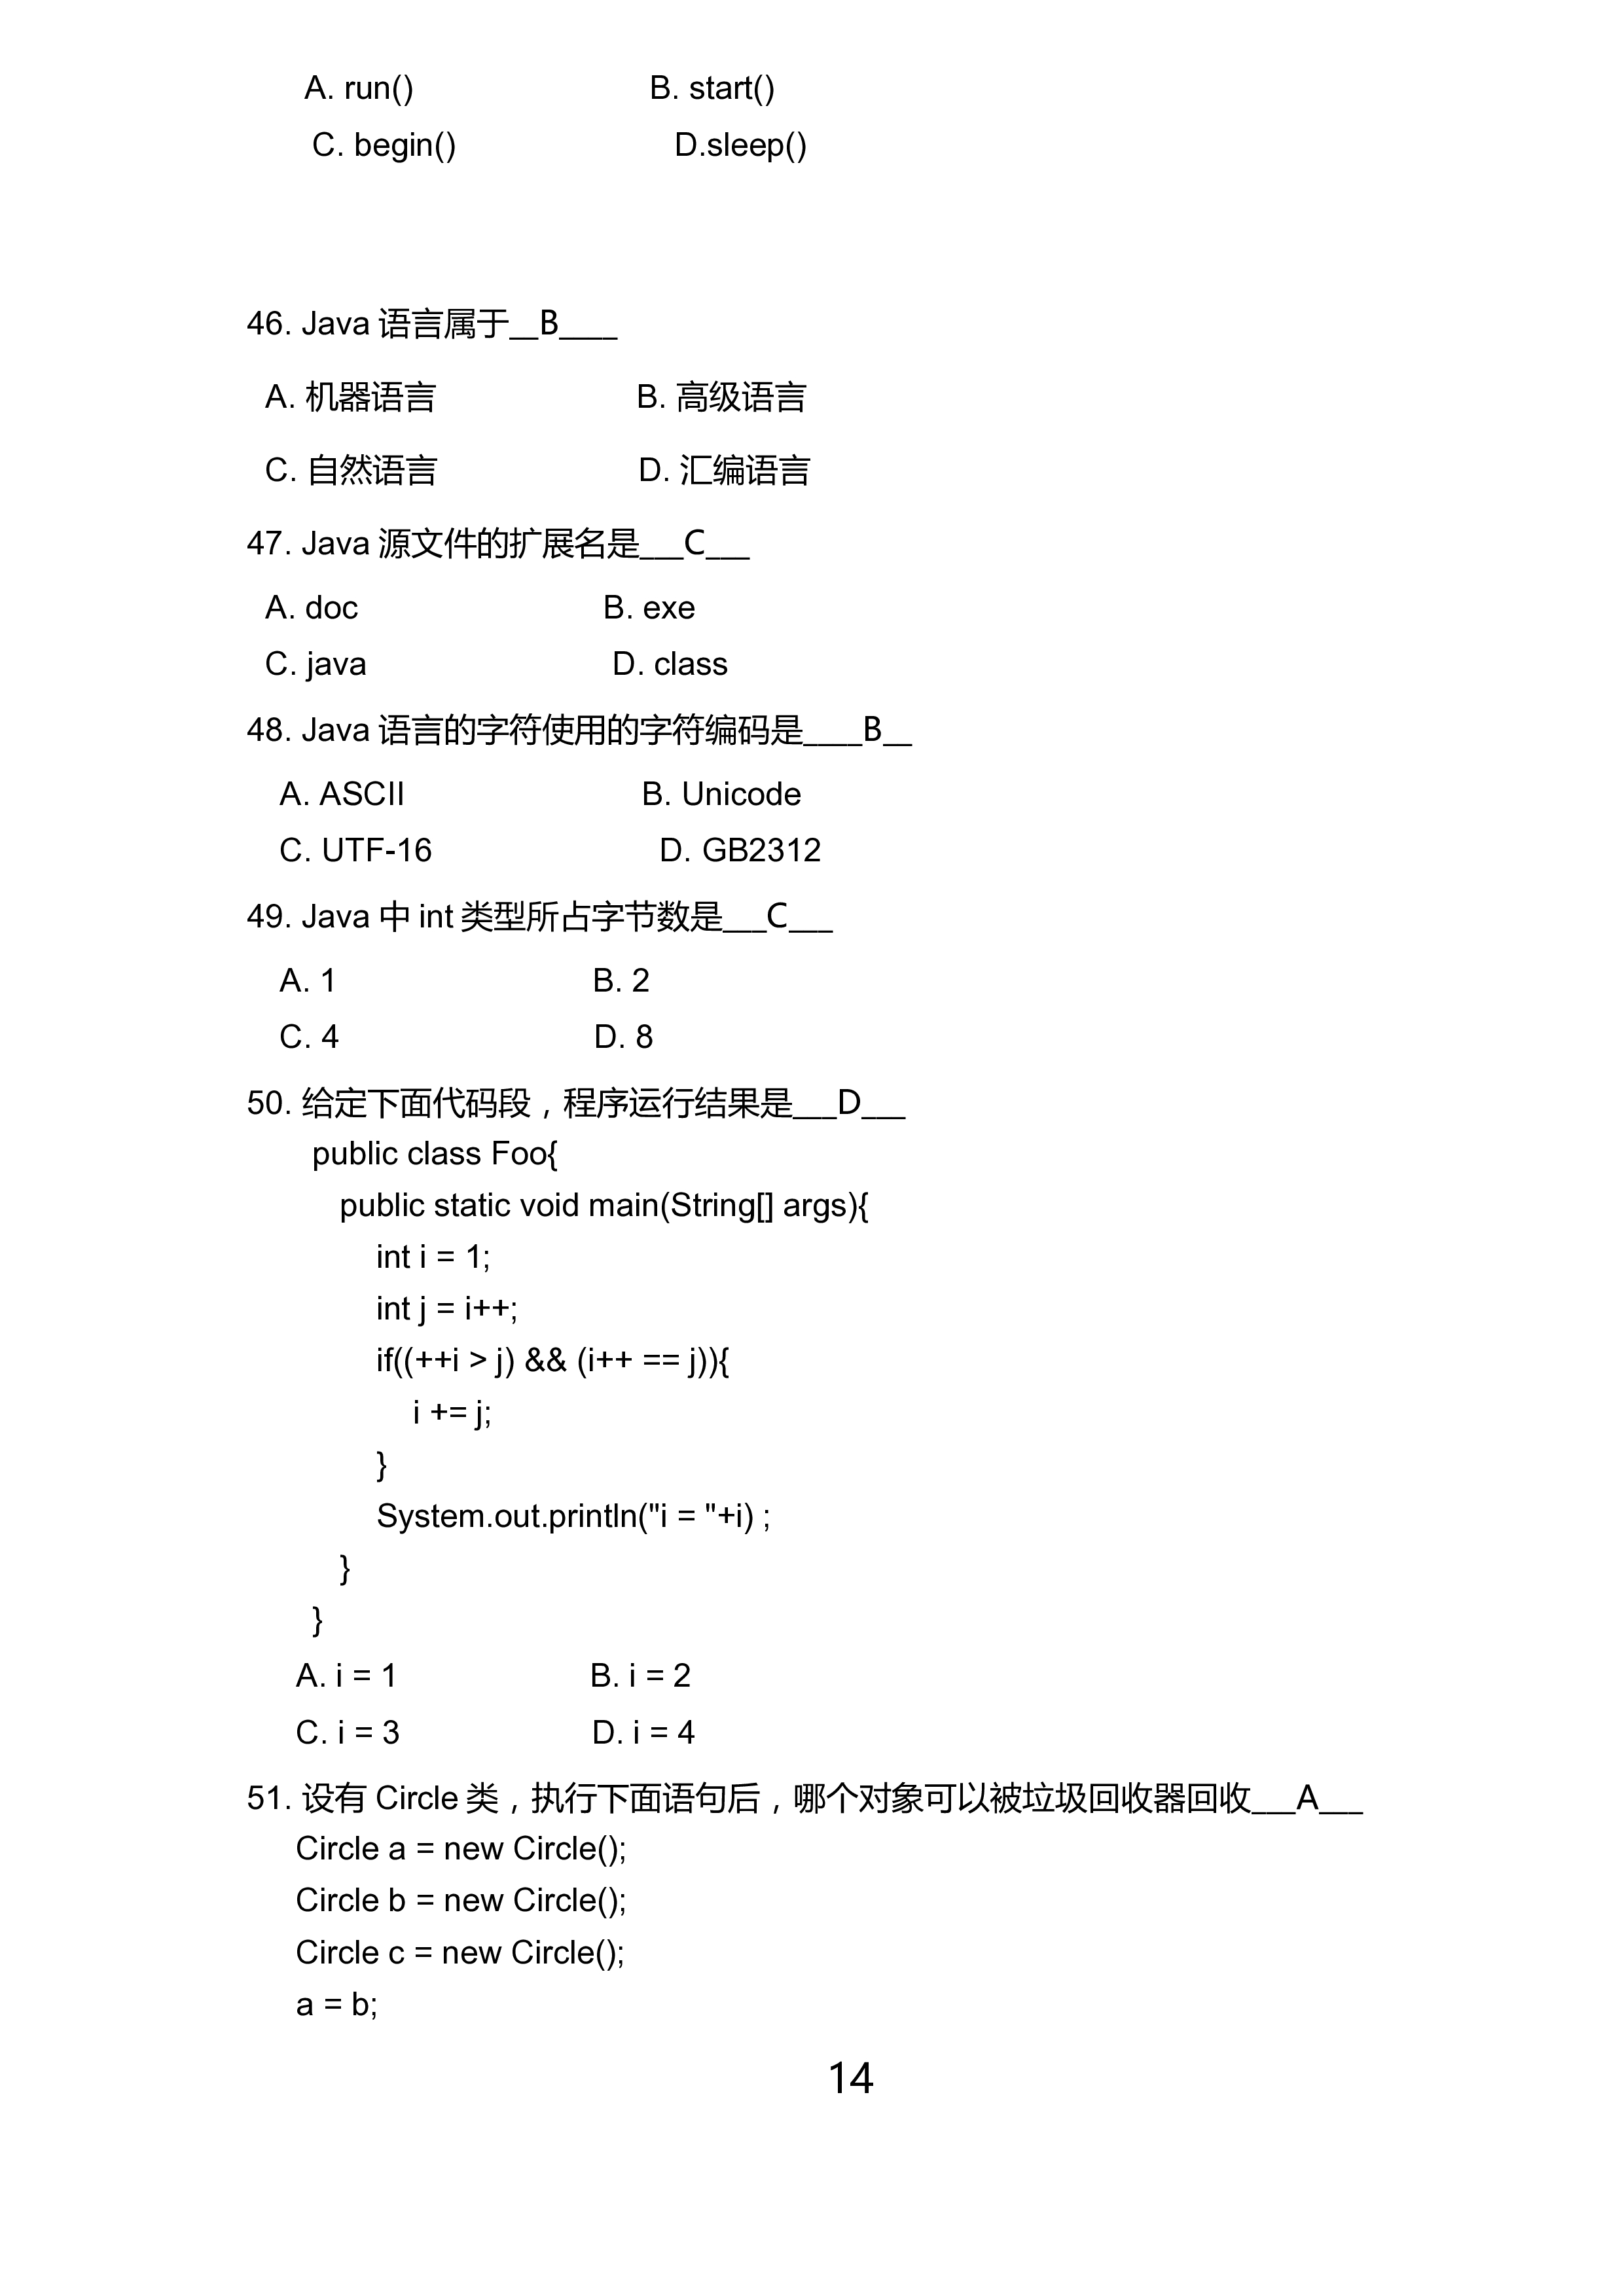 A. run() B. start()
C. begin() D.sleep()
46. Java 语言属于__B____
A. 机器语言 B. 高级语言
C. 自然语言 D. 汇编语言
47. Java 源文件的扩展名是___C___
A. doc B. exe
C. java D. class
48. Java 语言的字符使用的字符编码是____B__
A. ASCII B. Unicode
C. UTF-16 D. GB2312
49. Java 中 int 类型所占字节数是___C___
A. 1 B. 2
C. 4 D. 8
50. 给定下面代码段，程序运行结果是___D___
public class Foo{
public static void main(String[] args){
int i = 1;
int j = i++;
if((++i > j) && (i++ == j)){
i += j;
}
System.out.println("i = "+i) ;
}
}
A. i = 1 B. i = 2
C. i = 3 D. i = 4
51. 设有 Circle 类，执行下面语句后，哪个对象可以被垃圾回收器回收___A___
Circle a = new Circle();
Circle b = new Circle();
Circle c = new Circle();
a = b;
14